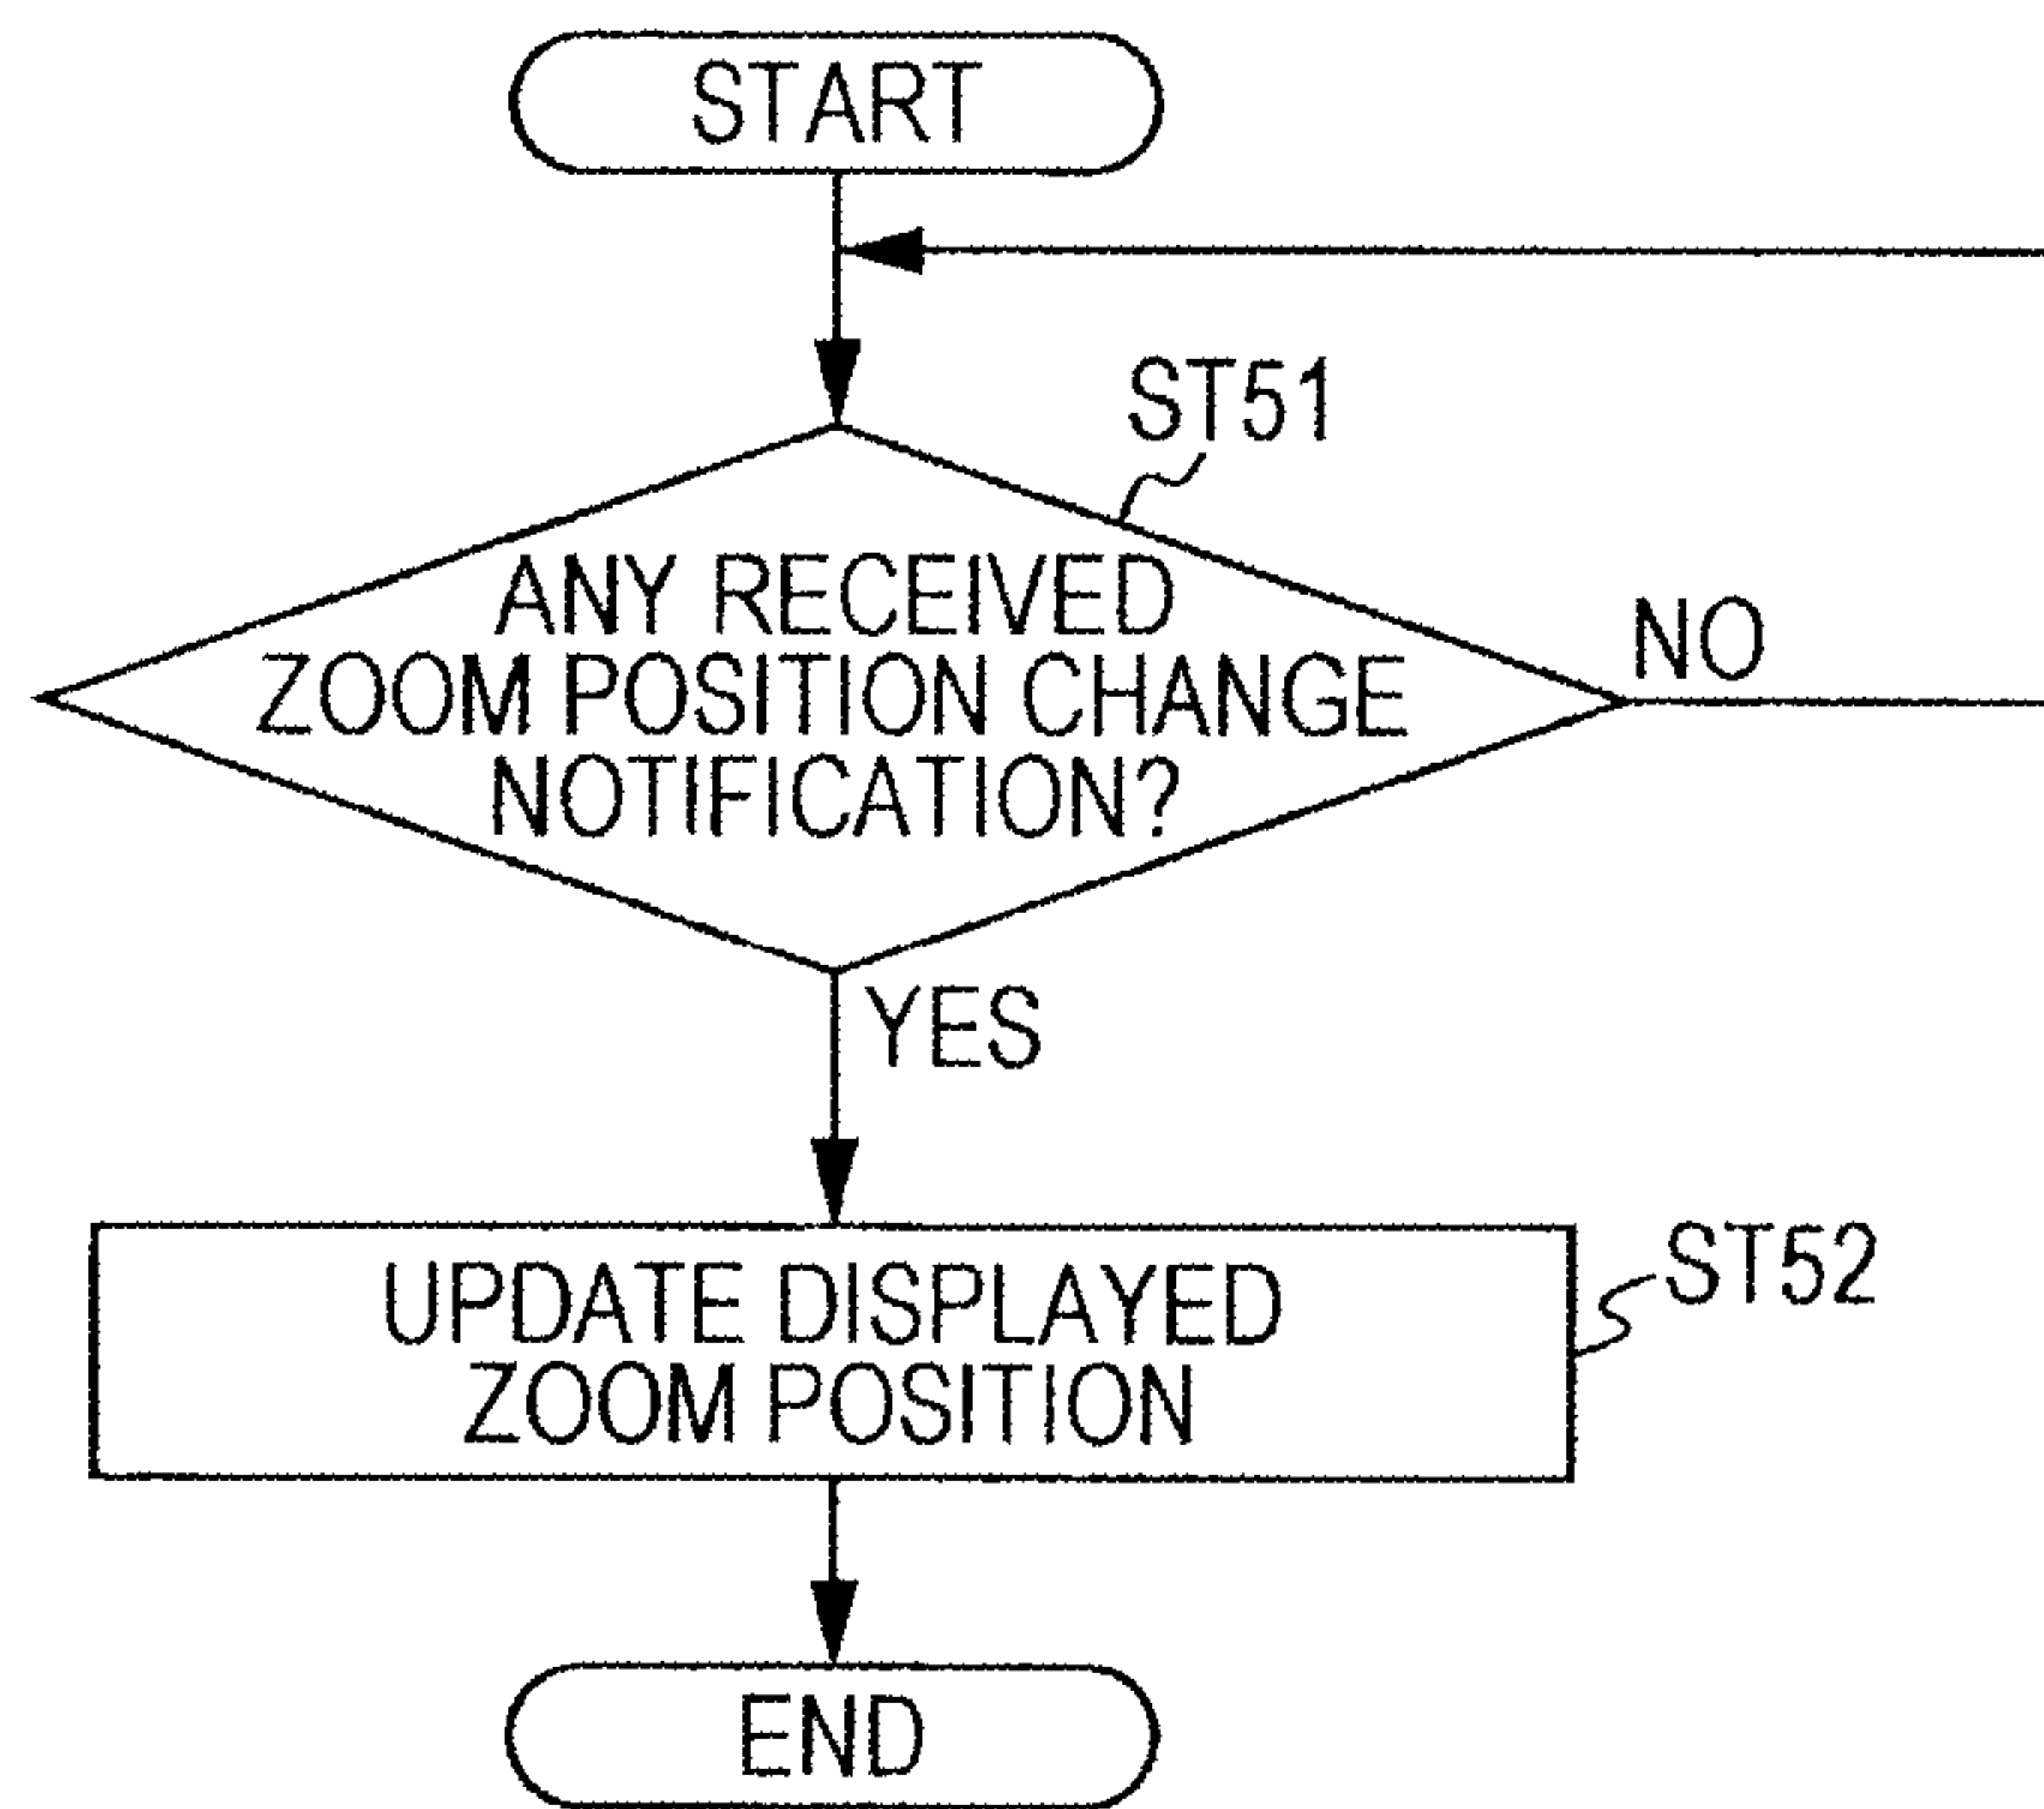 START
ST51
ANY RECEIVED
ZOOM POSITION CHANGE
NOTIFICATION?
NO
YES
UPDATE DISPLAYED
ZOOM POSITION
ST52
END